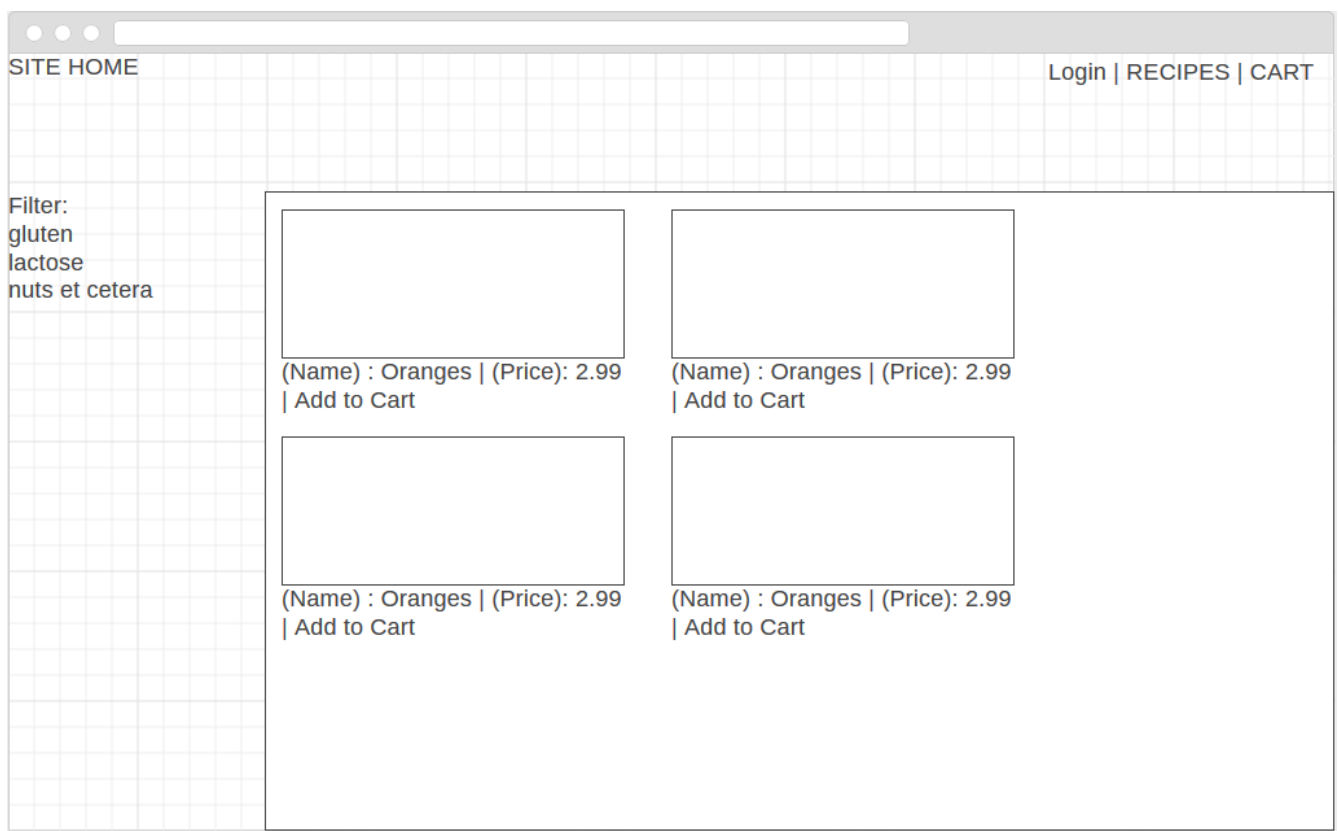 SITE HOME
Login | RECIPES | CART
Filter:
gluten
lactose
nuts et cetera
(Name) : Oranges | (Price): 2.99
| Add to Cart
(Name) : Oranges | (Price): 2.99
| Add to Cart
(Name) : Oranges | (Price): 2.99
| Add to Cart
(Name) : Oranges | (Price): 2.99
| Add to Cart